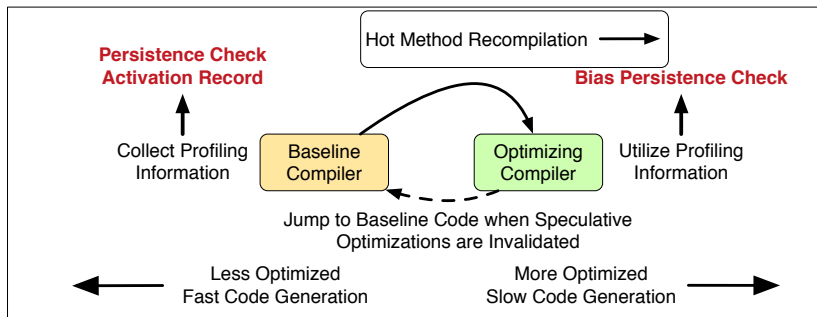 Hot Method Recompilation
Persistence Check
Activation Record
Bias Persistence Check
Collect Profiling
Information
Baseline
Compiler
Optimizing
Compiler
Utilize Profiling
Information
Jump to Baseline Code when Speculative
Optimizations are Invalidated
Less Optimized
Fast Code Generation
More Optimized
Slow Code Generation